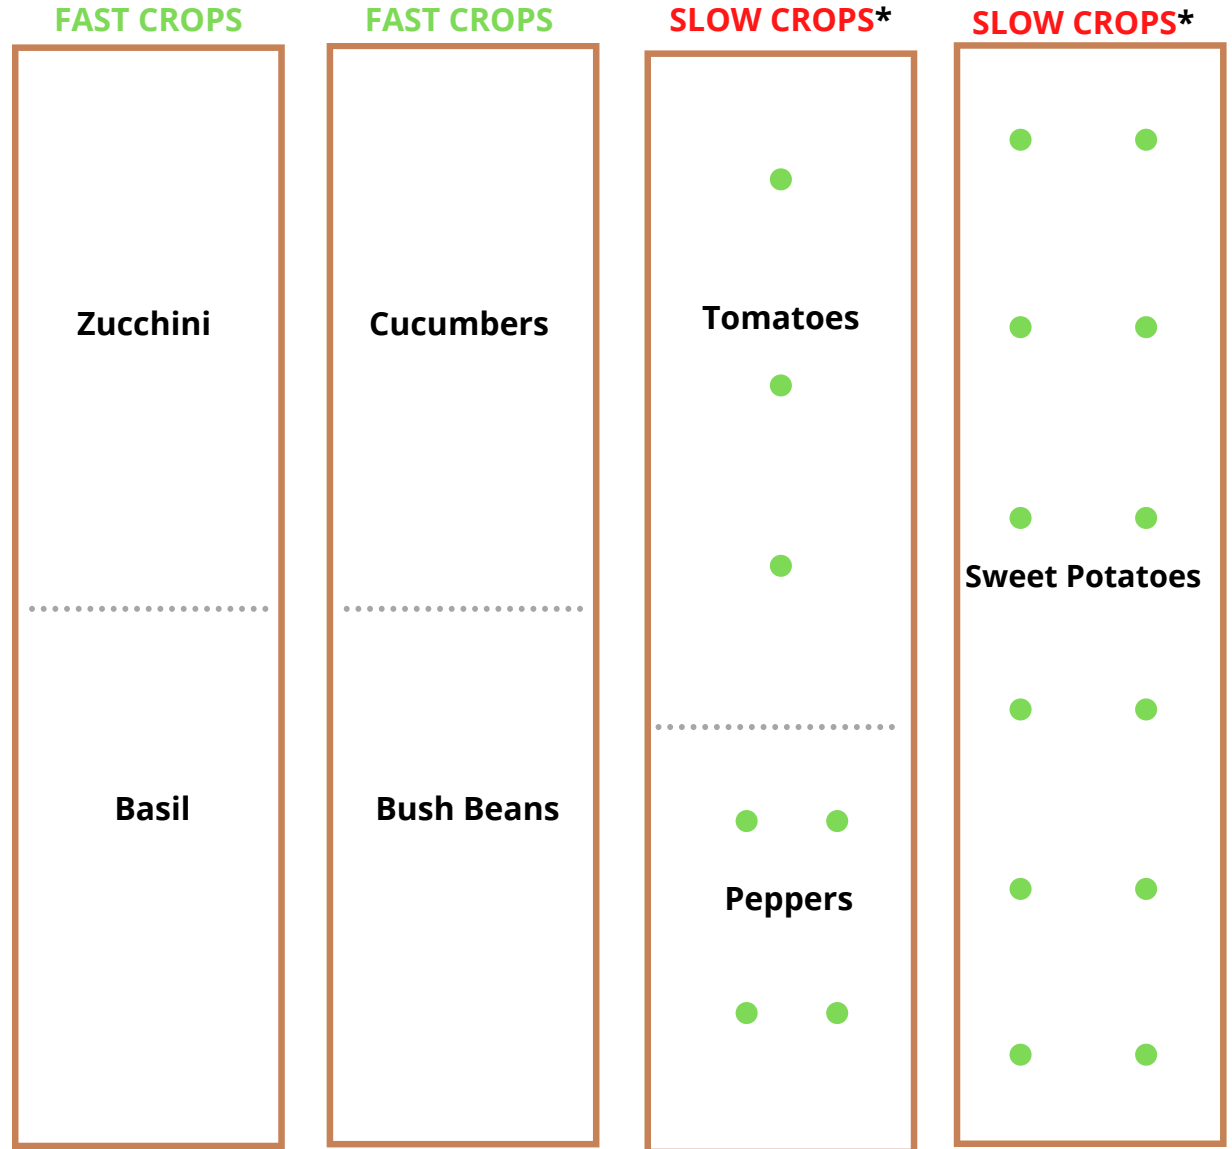 FAST CROPS
FAST CROPS
SLOW CROPS*
SLOW CROPS*
Zucchini
Cucumbers
Tomatoes
Sweet Potatoes
Basil
Bush Beans
Peppers